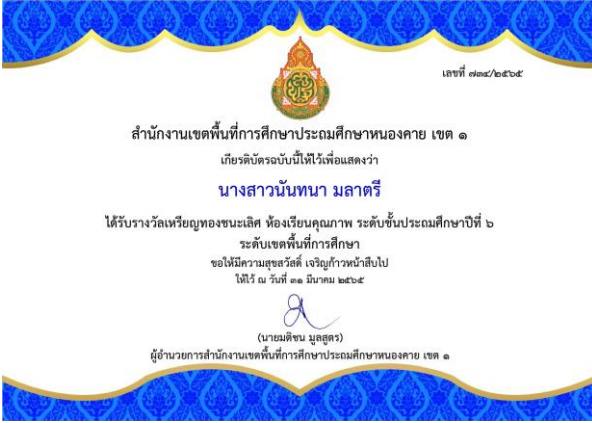 เลขที่ ๗๓๔/๒๕๖๕
สำนักงานเขตพื้นที่การศึกษาประถมศึกษาหนองคาย เขต ๑
เกียรติบัตรฉบับนี้ให้ไว้เพื่อแสดงว่า
นางสาวนันทนา มลาตรี
ได้รับรางวัลเหรียญทองชนะเลิศ ห้องเรียนคุณภาพ ระดับชั้นประถมศึกษาปีที่ ๖
ระดับเขตพื้นที่การศึกษา
ขอให้มีความสุขสวัสดิ์ เจริญก้าวหน้าสืบไป
ให้ไว้ ณ วันที่ ๓๑ มีนาคม ๒๕๖๕
(นายมติชน มูลสูตร)
ผู้อำนวยการสำนักงานเขตพื้นที่การศึกษาประถมศึกษาหนองคาย เขต ๑